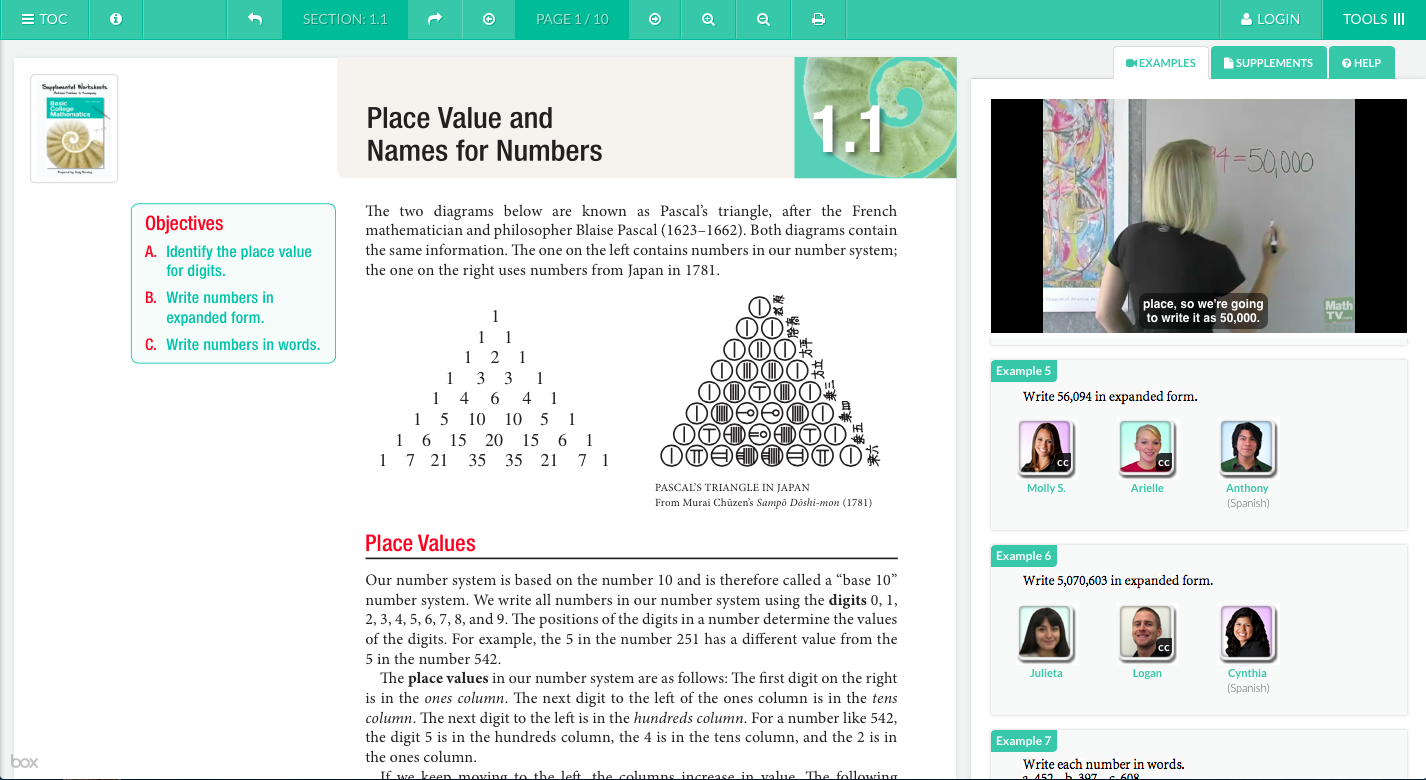 TOC
SECTION: 1.1
PAGE 1 / 10
LOGIN
TOOLS
EXAMPLES
SUPPLEMENTS
HELP
Supplemental Worksheets
Basic
College
Mathematics
Place Value and
Names for Numbers
1.1
Objectives
A. Identify the place value
for digits.
B. Write numbers in
expanded form.
C. Write numbers in words.
The two diagrams below are known as Pascal's triangle, after the French
mathematician and philosopher Blaise Pascal (1623–1662). Both diagrams contain
the same information. The one on the left contains numbers in our number system;
the one on the right uses numbers from Japan in 1781.
1
1 1
1 2 1
1 3 3 1
1 4 6 4 1
1 5 10 10 5 1
1 6 15 20 15 6 1
1 7 21 35 35 21 7 1
PASCAL'S TRIANGLE IN JAPAN
From Murai Chūzen's Sampō Dōshi-mon (1781)
Place Values
Our number system is based on the number 10 and is therefore called a “base 10”
number system. We write all numbers in our number system using the digits 0, 1,
2, 3, 4, 5, 6, 7, 8, and 9. The positions of the digits in a number determine the values
of the digits. For example, the 5 in the number 251 has a different value from the
5 in the number 542.
The place values in our number system are as follows: The first digit on the right
is in the ones column. The next digit to the left of the ones column is in the tens
column. The next digit to the left is in the hundreds column. For a number like 542,
the digit 5 is in the hundreds column, the 4 is in the tens column, and the 2 is in
the ones column.
If we keep moving to the left, the columns increase in value. The following
box
94 = 50,000
place, so we're going
to write it as 50,000.
Math
TV.com
Example 5
Write 56,094 in expanded form.
CC CC
Molly S. Arielle Anthony
(Spanish)
Example 6
Write 5,070,603 in expanded form.
CC
Julieta Logan Cynthia
(Spanish)
Example 7
Write each number in words.
a. 452 b. 397 c. 608